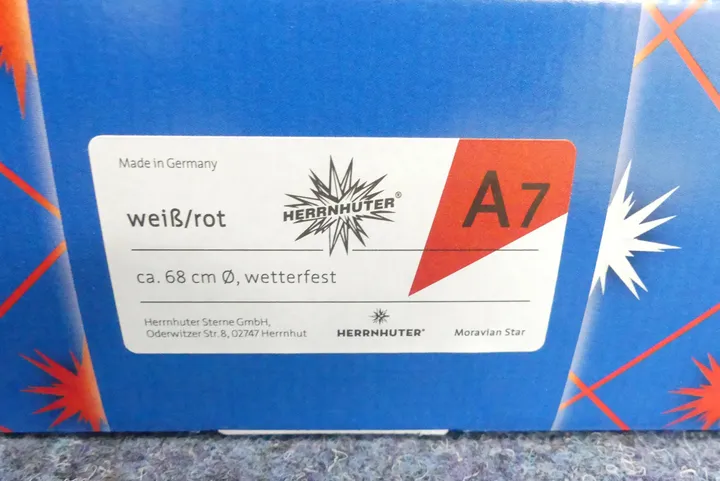 Made in Germany
HERRNHUTER®
A7
weiß/rot
ca. 68 cm Ø, wetterfest
Herrnhuter Sterne GmbH,
Oderwitzer Str. 8, 02747 Herrnhut
HERRNHUTER®
Moravian Star